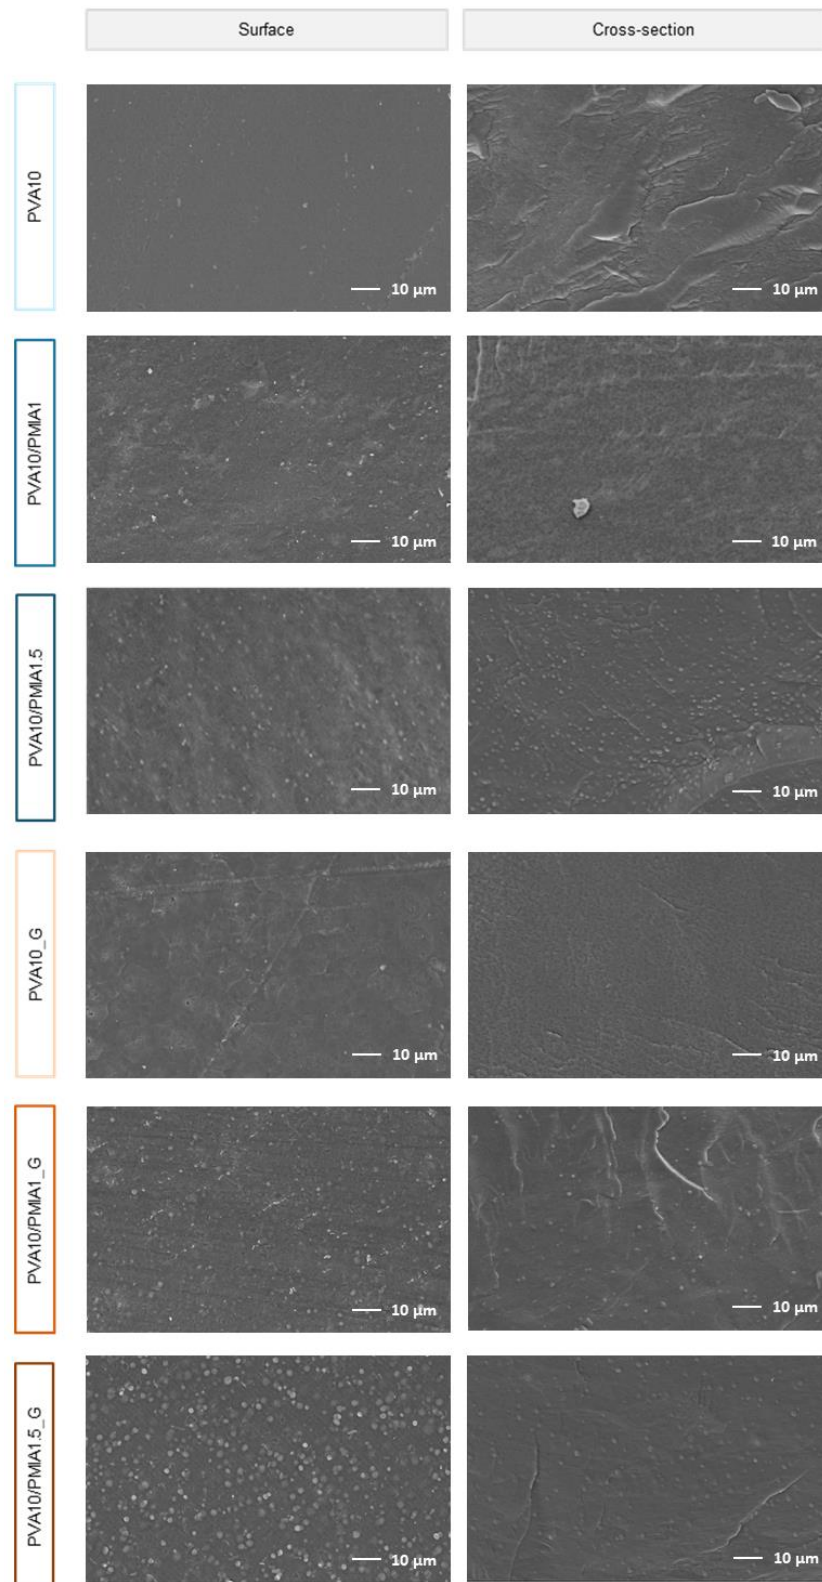 Surface
Cross-section
PVA10
10 μm
10 μm
PVA10/PMIA1
10 μm
10 μm
PVA10/PMIA1.5
10 μm
10 μm
PVA10_G
10 μm
10 μm
PVA10/PMIA1_G
10 μm
10 μm
PVA10/PMIA1.5_G
10 μm
10 μm